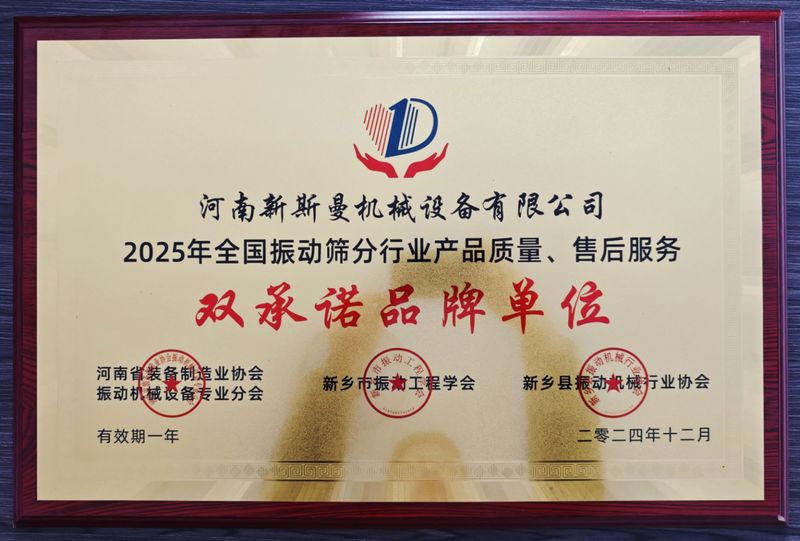 河南新斯曼机械设备有限公司
2025年全国振动筛分行业产品质量、售后服务
双承诺品牌单位
河南省装备制造业协会
振动机械设备专业分会
新乡市振动工程学会
新乡县振动机械行业协会
有效期一年
二零二四年十二月